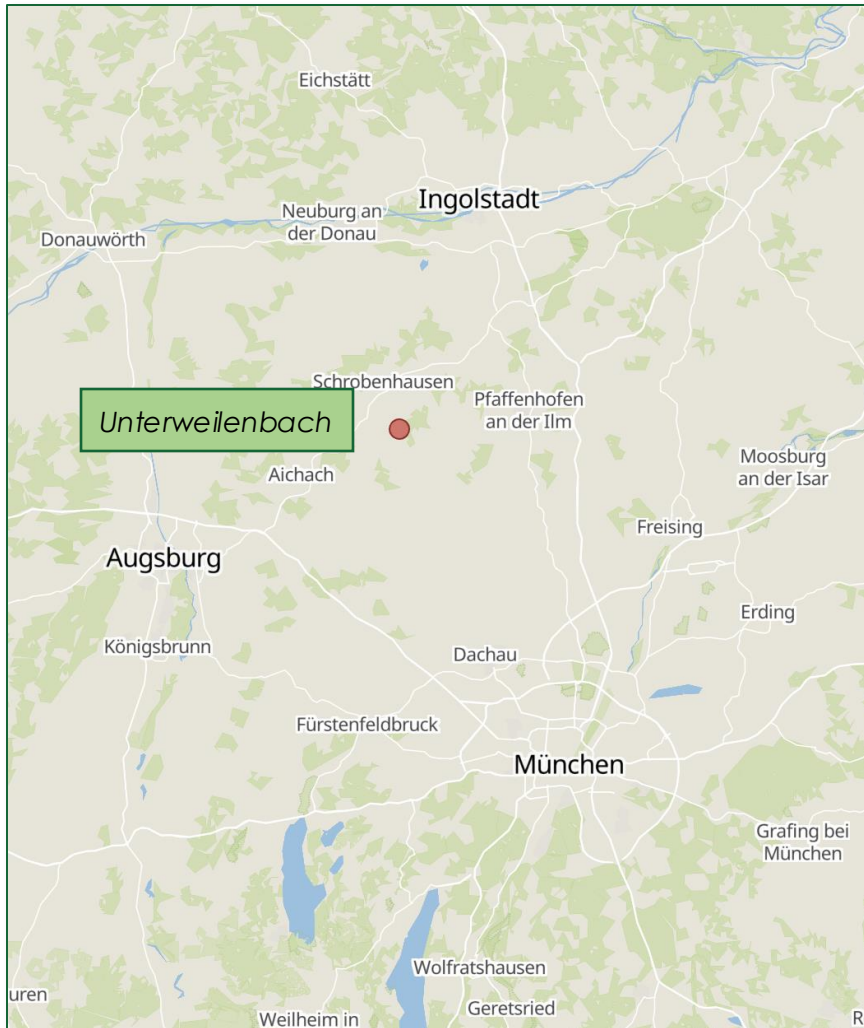 Eichstätt
Ingolstadt
Neuburg an
der Donau
Donauwörth
Schrobenhausen
Pfaffenhofen
an der Ilm
Unterweilenbach
Aichach
Moosburg
an der Isar
Freising
Augsburg
Erding
Königsbrunn
Dachau
Fürstenfeldbruck
München
Grafing bei
München
Wolfratshausen
uren
Geretsried
Weilheim in
R